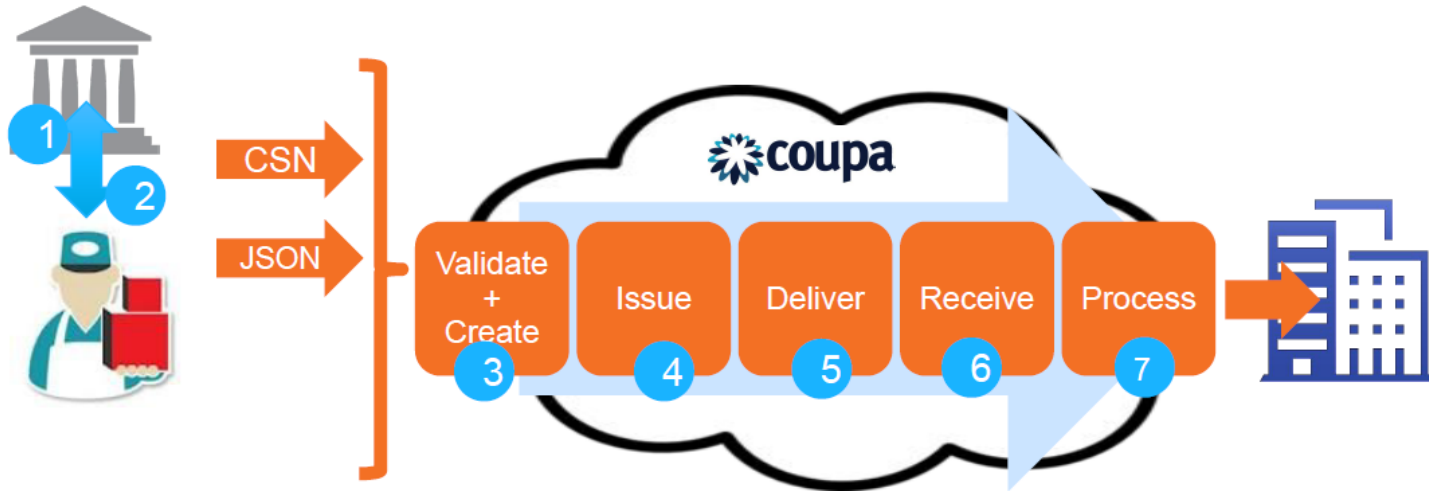 1
2
CSN
JSON
coupa
Validate
+
Create
3
Issue
4
Deliver
5
Receive
6
Process
7